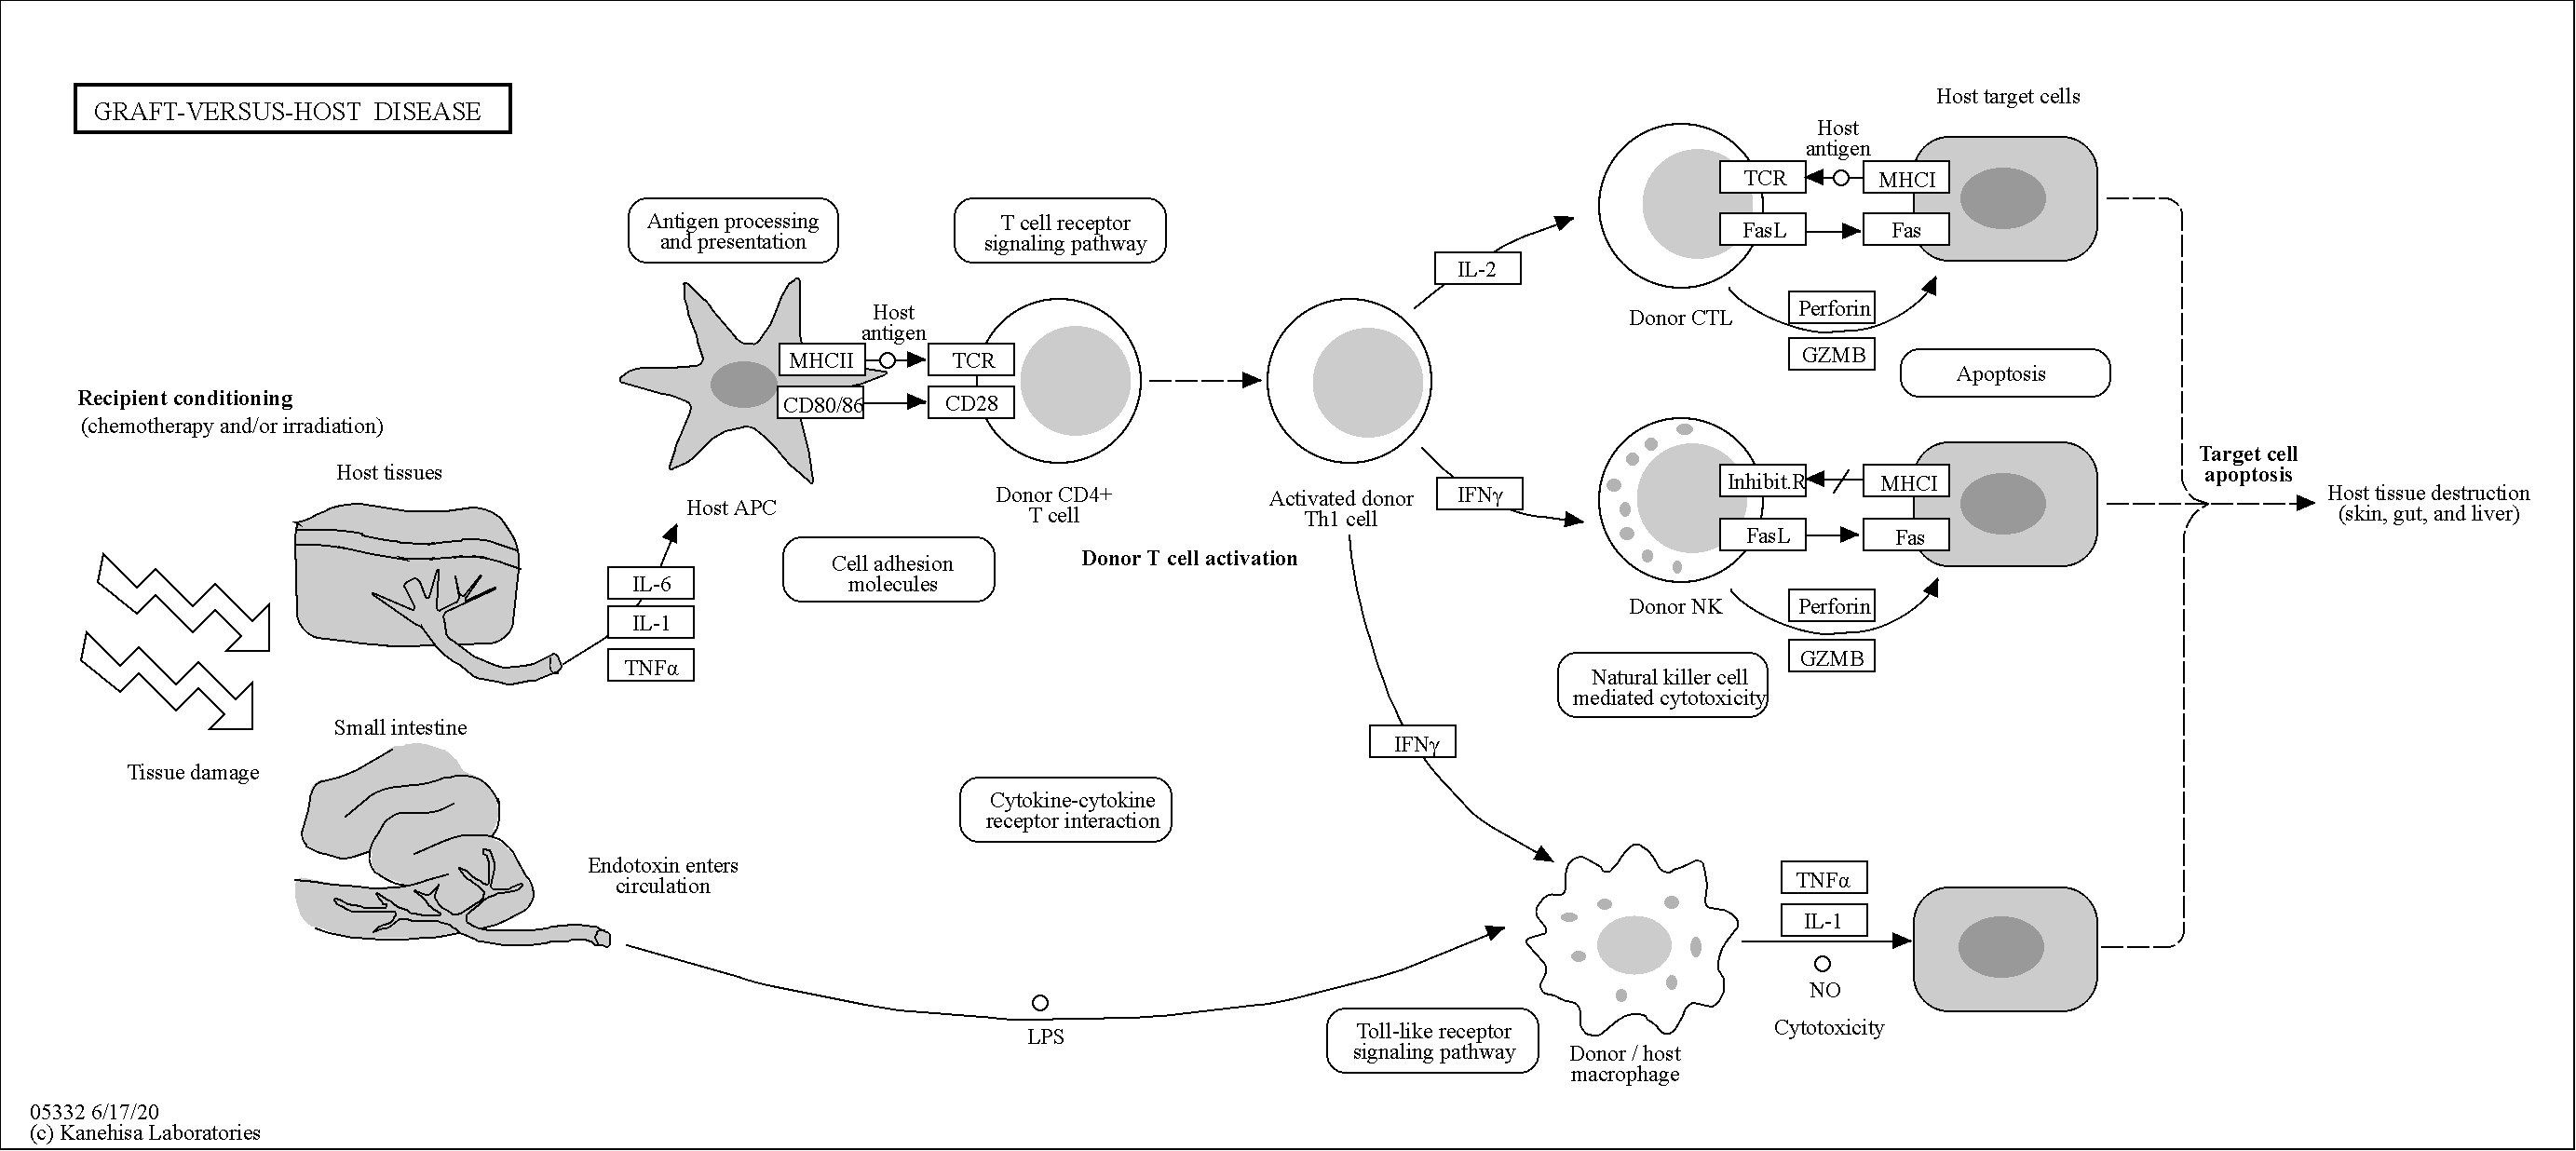 GRAFT-VERSUS-HOST DISEASE
Recipient conditioning
(chemotherapy and/or irradiation)
Host tissues
Small intestine
Tissue damage
Endotoxin enters
circulation
IL-6
IL-1
TNFα
Antigen processing
and presentation
Host APC
MHCII
CD80/86
Host
antigen
T cell receptor
signaling pathway
TCR
CD28
Donor CD4+
T cell
Cell adhesion
molecules
Donor T cell activation
Cytokine-cytokine
receptor interaction
LPS
Activated donor
Th1 cell
IL-2
IFNγ
IFNγ
Host target cells
Host
antigen
TCR
MHCI
FasL
Fas
Donor CTL
Perforin
GZMB
Apoptosis
Inhibit.R
MHCI
FasL
Fas
Donor NK
Perforin
GZMB
Natural killer cell
mediated cytotoxicity
Target cell
apoptosis
Host tissue destruction
(skin, gut, and liver)
Toll-like receptor
signaling pathway
Donor / host
macrophage
TNFα
IL-1
NO
Cytotoxicity
05332 6/17/20
(c) Kanehisa Laboratories